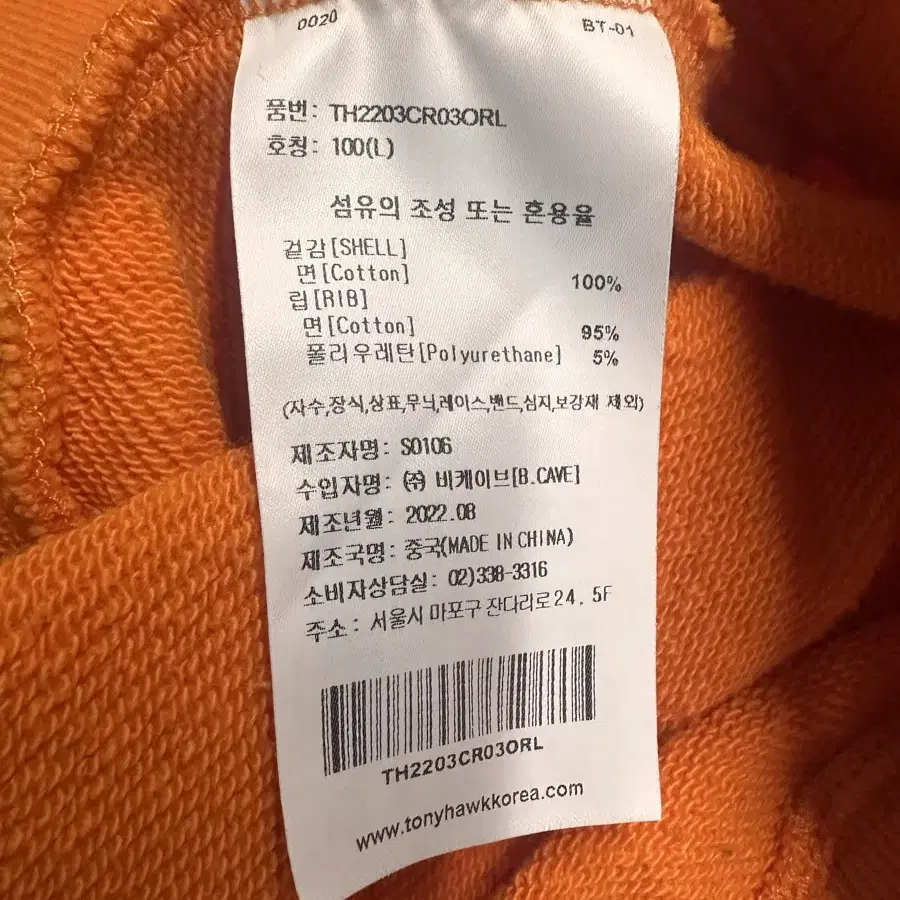 0020 BT-01
품번: TH2203CR03ORL
호칭: 100(L)
섬유의 조성 또는 혼용율
겉감[SHELL]
면[Cotton] 100%
립[RIB]
면[Cotton] 95%
폴리우레탄[Polyurethane] 5%
(자수,장식,상표,무늬,레이스,밴드,심지,보강재 제외)
제조자명: S0106
수입자명: ㈜ 비케이브[B.CAVE]
제조년월: 2022.08
제조국명: 중국(MADE IN CHINA)
소비자상담실: 02)338-3316
주소: 서울시 마포구 잔다리로24, 5F
TH2203CR03ORL
www.tonyhawkkorea.com